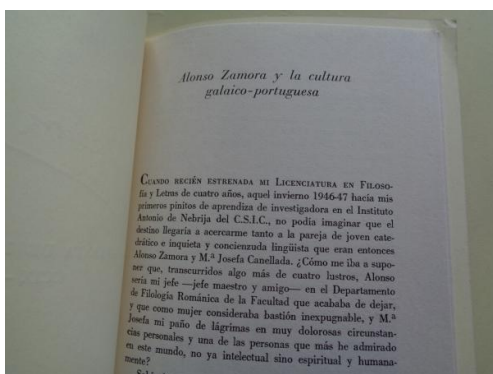 Alonso Zamora y la cultura
galaico-portuguesa
CUANDO RECIÉN ESTRENADA MI LICENCIATURA EN FILOSO-
fía y Letras de cuatro años, aquel invierno 1946-47 hacía mis
primeros pinitos de aprendiza de investigadora en el Instituto
Antonio de Nebrija del C.S.I.C., no podía imaginar que el
destino llegaría a acercarme tanto a la pareja de joven cate-
drático e inquieta y concienzuda lingüista que eran entonces
Alonso Zamora y M.ª Josefa Canellada. ¿Cómo me iba a supo-
ner que, transcurridos algo más de cuatro lustros, Alonso
sería mi jefe —jefe maestro y amigo— en el Departamento
de Filología Románica de la Facultad que acababa de dejar,
y que como mujer consideraba bastión inexpugnable, y M.ª
Josefa mi paño de lágrimas en muy dolorosas circunstan-
cias personales y una de las personas que más he admirado
en este mundo, no ya intelectual sino espiritual y humana-
mente?